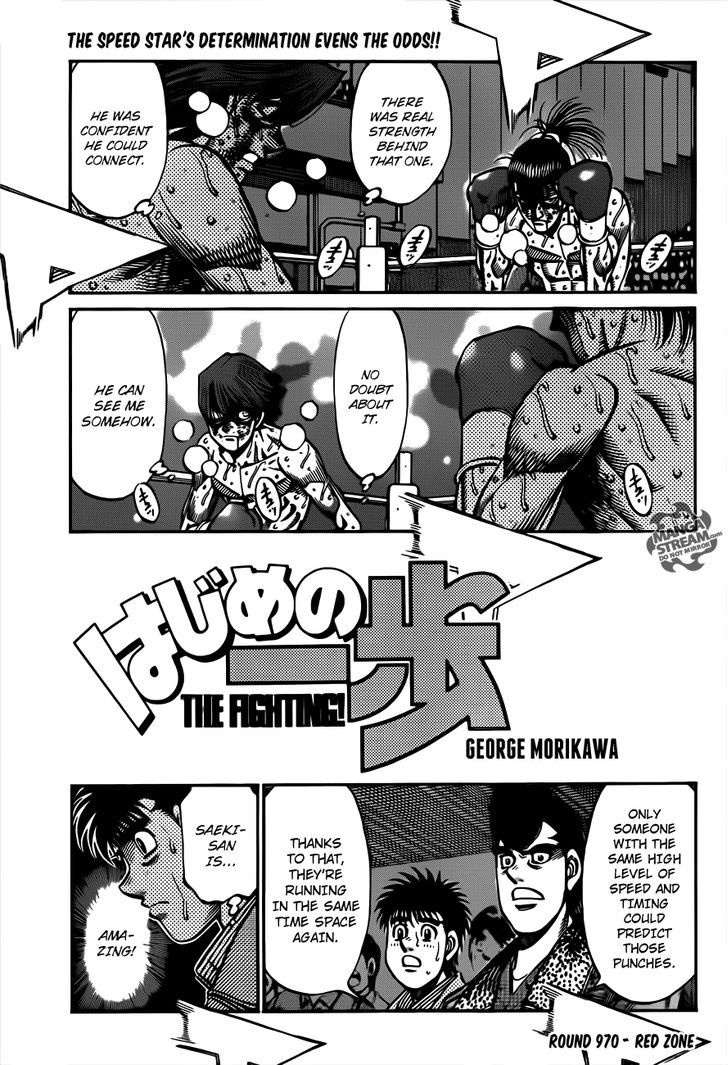 THE SPEED STAR'S DETERMINATION EVENS THE ODDS!!
THERE
WAS REAL
STRENGTH
BEHIND
THAT ONE.
HE WAS
CONFIDENT
HE COULD
CONNECT.
NO
DOUBT
ABOUT
IT.
HE CAN
SEE ME
SOMEHOW.
MANGA
STREAM.com
DO NOT MIRROR
はじめの一歩
THE FIGHTING!
GEORGE MORIKAWA
ONLY
SOMEONE
WITH THE
SAME HIGH
LEVEL OF
SPEED AND
TIMING
COULD
PREDICT
THOSE
PUNCHES.
THANKS
TO THAT,
THEY'RE
RUNNING
IN THE SAME
TIME SPACE
AGAIN.
SAEKI-
SAN
IS...
AMA-
ZING!
ROUND 970 - RED ZONE>